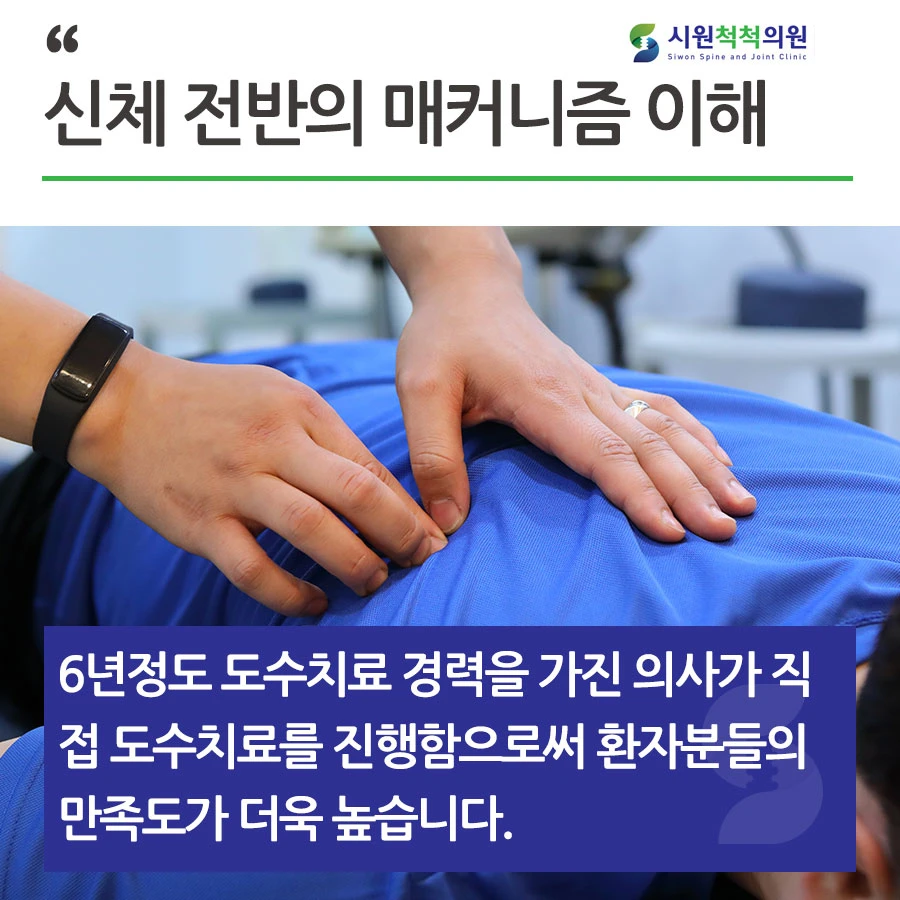 “
시원척척의원
Siwon Spine and Joint Clinic
신체 전반의 매커니즘 이해
6년정도 도수치료 경력을 가진 의사가 직
접 도수치료를 진행함으로써 환자분들의
만족도가 더욱 높습니다.